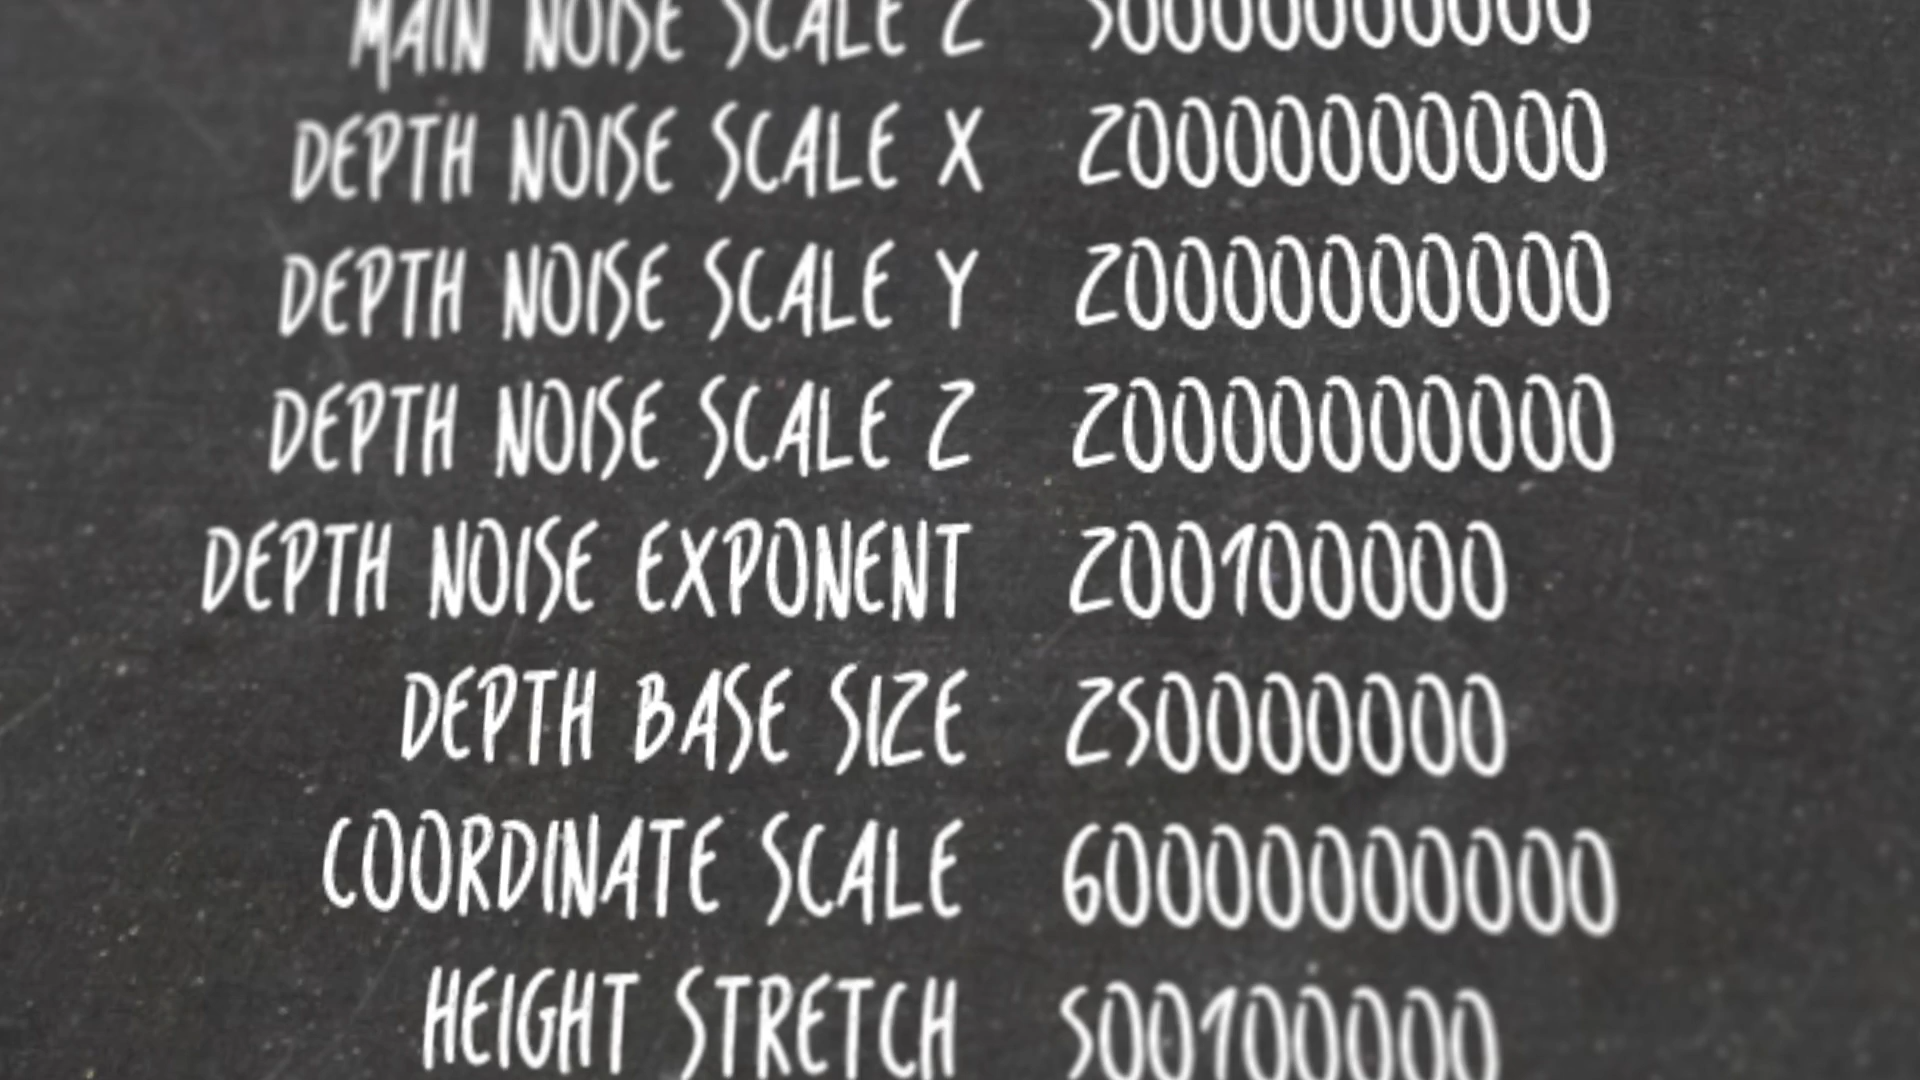 MAIN NOISE SCALE Z 50000000000
DEPTH NOISE SCALE X 20000000000
DEPTH NOISE SCALE Y 20000000000
DEPTH NOISE SCALE Z 20000000000
DEPTH NOISE EXPONENT 200100000
DEPTH BASE SIZE 250000000
COORDINATE SCALE 60000000000
HEIGHT STRETCH 500100000